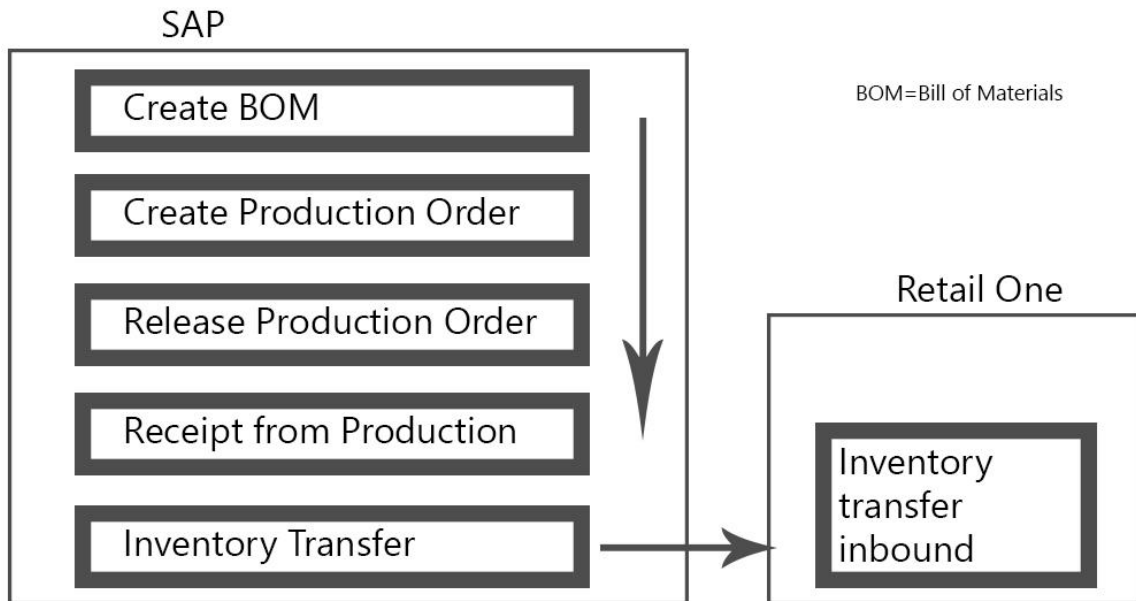 SAP
Create BOM
BOM=Bill of Materials
Create Production Order
Release Production Order
Retail One
Receipt from Production
Inventory Transfer
Inventory
transfer
inbound